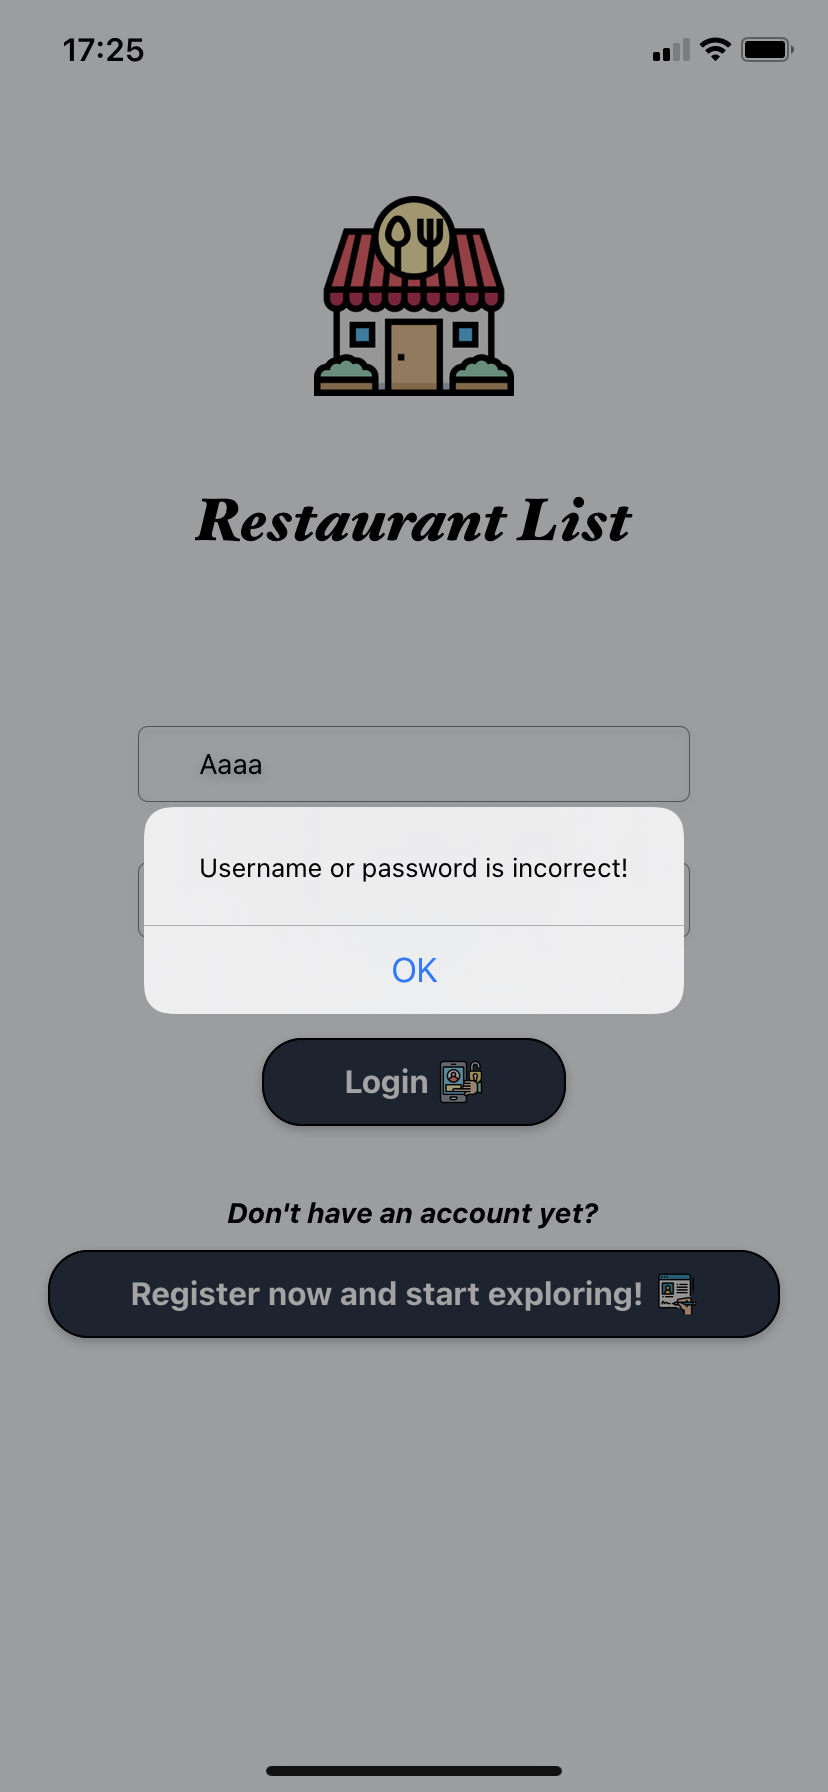 17:25
Restaurant List
Aaaa
Username or password is incorrect!
OK
Login
Don't have an account yet?
Register now and start exploring!